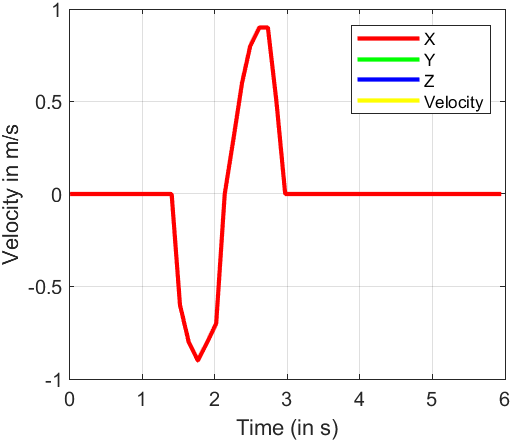 1
0.5
0
-0.5
-1
0 1 2 3 4 5 6
Velocity in m/s
Time (in s)
X
Y
Z
Velocity